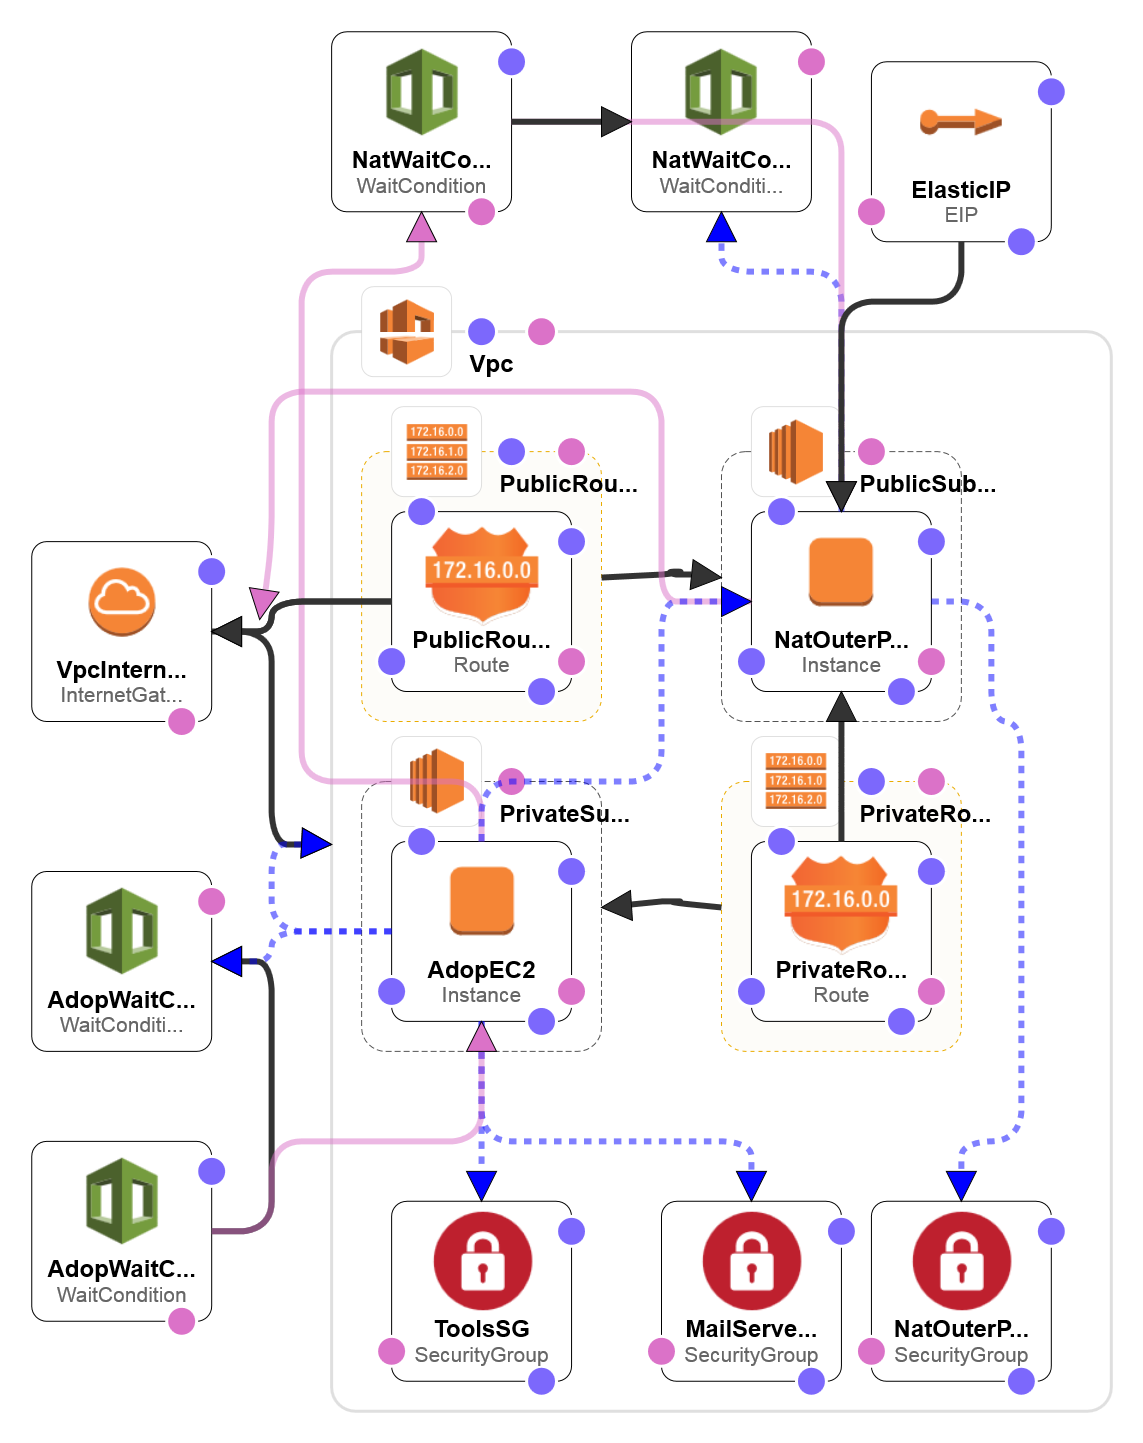 NatWaitCo...
WaitCondition
NatWaitCo...
WaitConditi...
ElasticIP
EIP
Vpc
172.16.0.0
172.16.1.0
172.16.2.0
PublicRou...
PublicSub...
172.16.0.0
PublicRou...
Route
NatOuterP...
Instance
VpcIntern...
InternetGat...
PrivateSu...
172.16.0.0
172.16.1.0
172.16.2.0
PrivateRo...
AdopEC2
Instance
172.16.0.0
PrivateRo...
Route
AdopWaitC...
WaitConditi...
AdopWaitC...
WaitCondition
ToolsSG
SecurityGroup
MailServe...
SecurityGroup
NatOuterP...
SecurityGroup